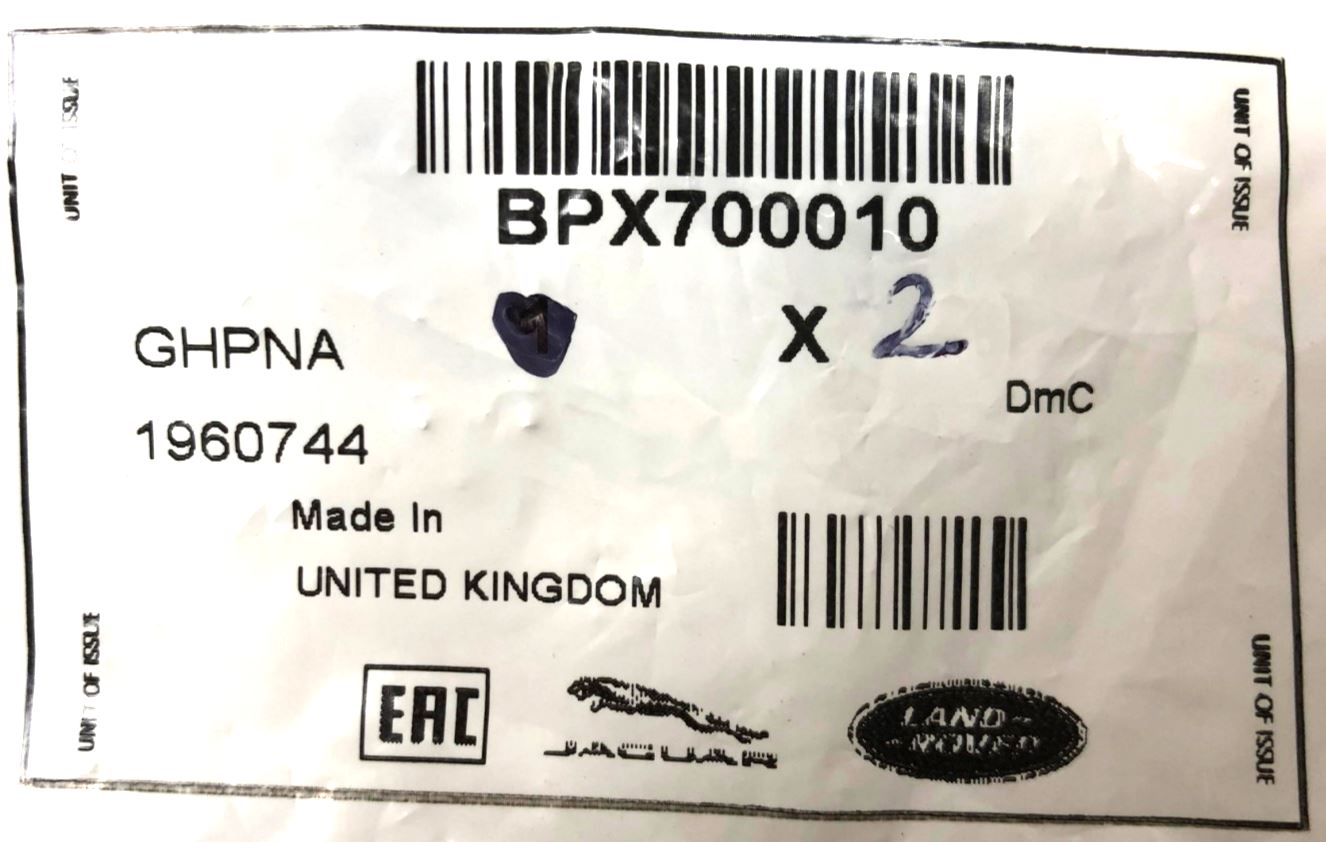 UNIT OF ISSUE
UNIT OF ISSUE
BPX700010
GHPNA 1 X 2
DmC
1960744
Made In
UNITED KINGDOM
UNIT OF ISSUE
UNIT OF ISSUE
EAC
JAGUAR
LAND-
-ROVER